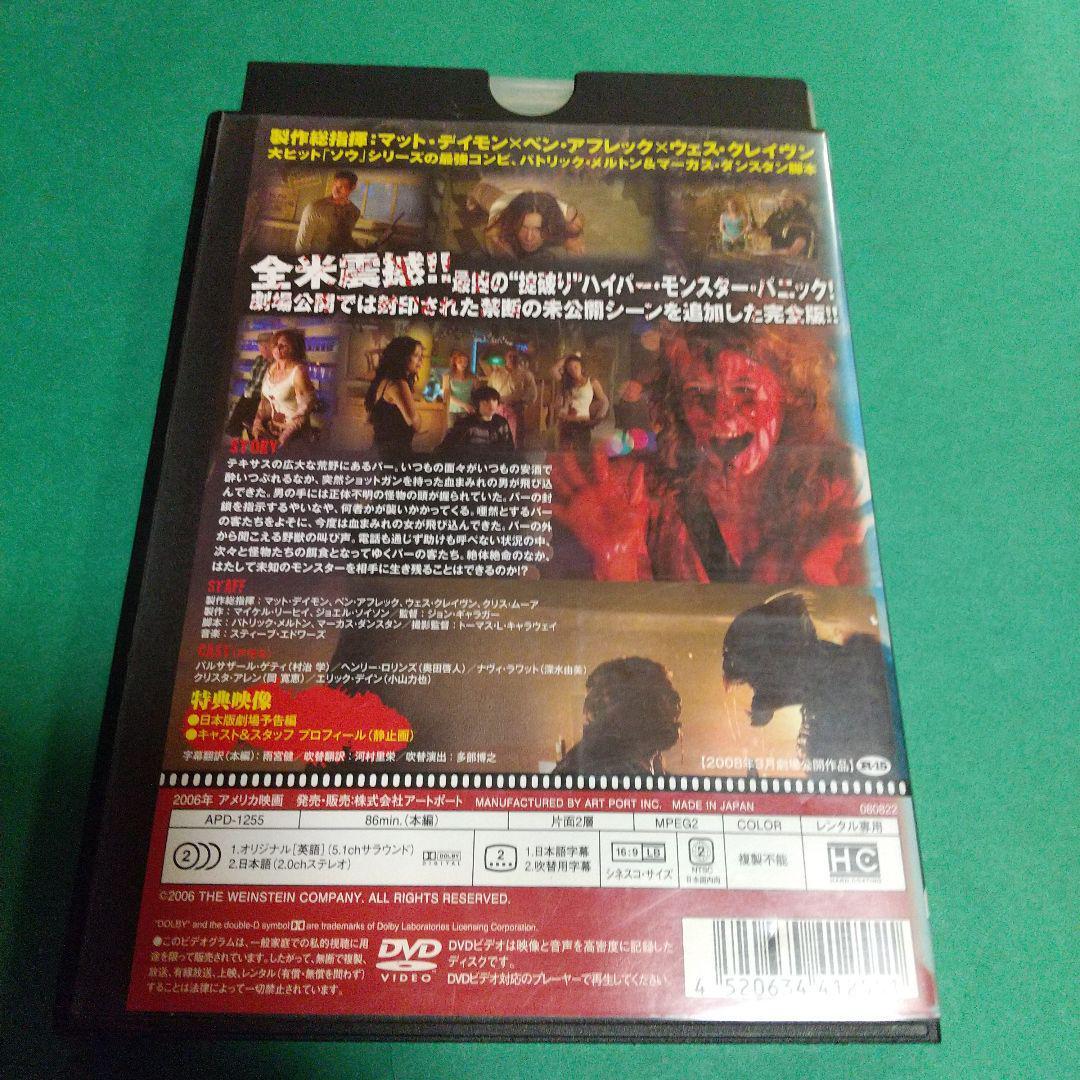 製作総指揮:マット・デイモン×ベン・アフレック×ウェス・クレイヴン
大ヒット「ソウ」シリーズの最強コンビ、パトリック・メルトン&マーカス・ダンスタン脚本
全米震撼!!最凶の“掟破り”ハイパー・モンスター・パニック!
劇場公開では封印された禁断の未公開シーンを追加した完全版!!
STORY
テキサスの広大な荒野にあるバー。いつもの面々がいつもの安酒で
酔いつぶれるなか、突然ショットガンを持った血まみれの男が飛び込
んできた。男の手には正体不明の怪物の頭が握られていた。バーの封
鎖を指示するやいなや、何者かが襲いかかってくる。唖然とするバー
の客たちをよそに、今度は血まみれの女が飛び込んできた。バーの外
から聞こえる野獣の叫び声。電話も通じず助けも呼べない状況の中、
次々と怪物たちの餌食となってゆくバーの客たち。絶体絶命のなか、
はたして未知のモンスターを相手に生き残ることはできるのか!?
STAFF
製作総指揮:マット・デイモン、ベン・アフレック、ウェス・クレイヴン、クリス・ムーア
製作:マイケル・リーヒイ、ジョエル・ソイソン 監督:ジョン・ギャラガー
脚本:パトリック・メルトン、マーカス・ダンスタン/撮影監督:トーマス・L・キャラウェイ
音楽:スティーブ・エドワーズ
CAST
バルサザール・ゲティ(村治 学)/ヘンリー・ロリンズ(奥田啓人)/ナヴィ・ラワット(深水由美)
クリスタ・アレン(岡 寛恵)/エリック・デイン(小山力也)
特典映像
●日本版劇場予告編
●キャスト&スタッフ プロフィール(静止画)
字幕翻訳(本編):雨宮健/吹替翻訳:河村里栄/吹替演出:多部博之
【2008年3月劇場公開作品】 R-15
2006年 アメリカ映画 発売・販売:株式会社アートポート MANUFACTURED BY ART PORT INC. MADE IN JAPAN 080822
APD-1255 86min.(本編) 片面2層 MPEG2 COLOR レンタル専用
2 1.オリジナル[英語](5.1chサラウンド) DOLBY DIGITAL 2 1.日本語字幕 16:9 LB 2 複製不能 HC
2.日本語(2.0chステレオ) 2.吹替用字幕 シネスコ・サイズ NTSC 日本国内向 HARD COATING
©2006 THE WEINSTEIN COMPANY. ALL RIGHTS RESERVED.
"DOLBY" and the double-D symbol are trademarks of Dolby Laboratories Licensing Corporation.
●このビデオグラムは、一般家庭での私的視聴に用
途を限って販売されています。したがって、無断で複製、
放送、有線放送、上映、レンタル(有償・無償を問わず)
することは法律によって一切禁止されています。
DVD VIDEO
DVDビデオは映像と音声を高密度に記録した
ディスクです。
DVDビデオ対応のプレーヤーで再生してください。
4 520634